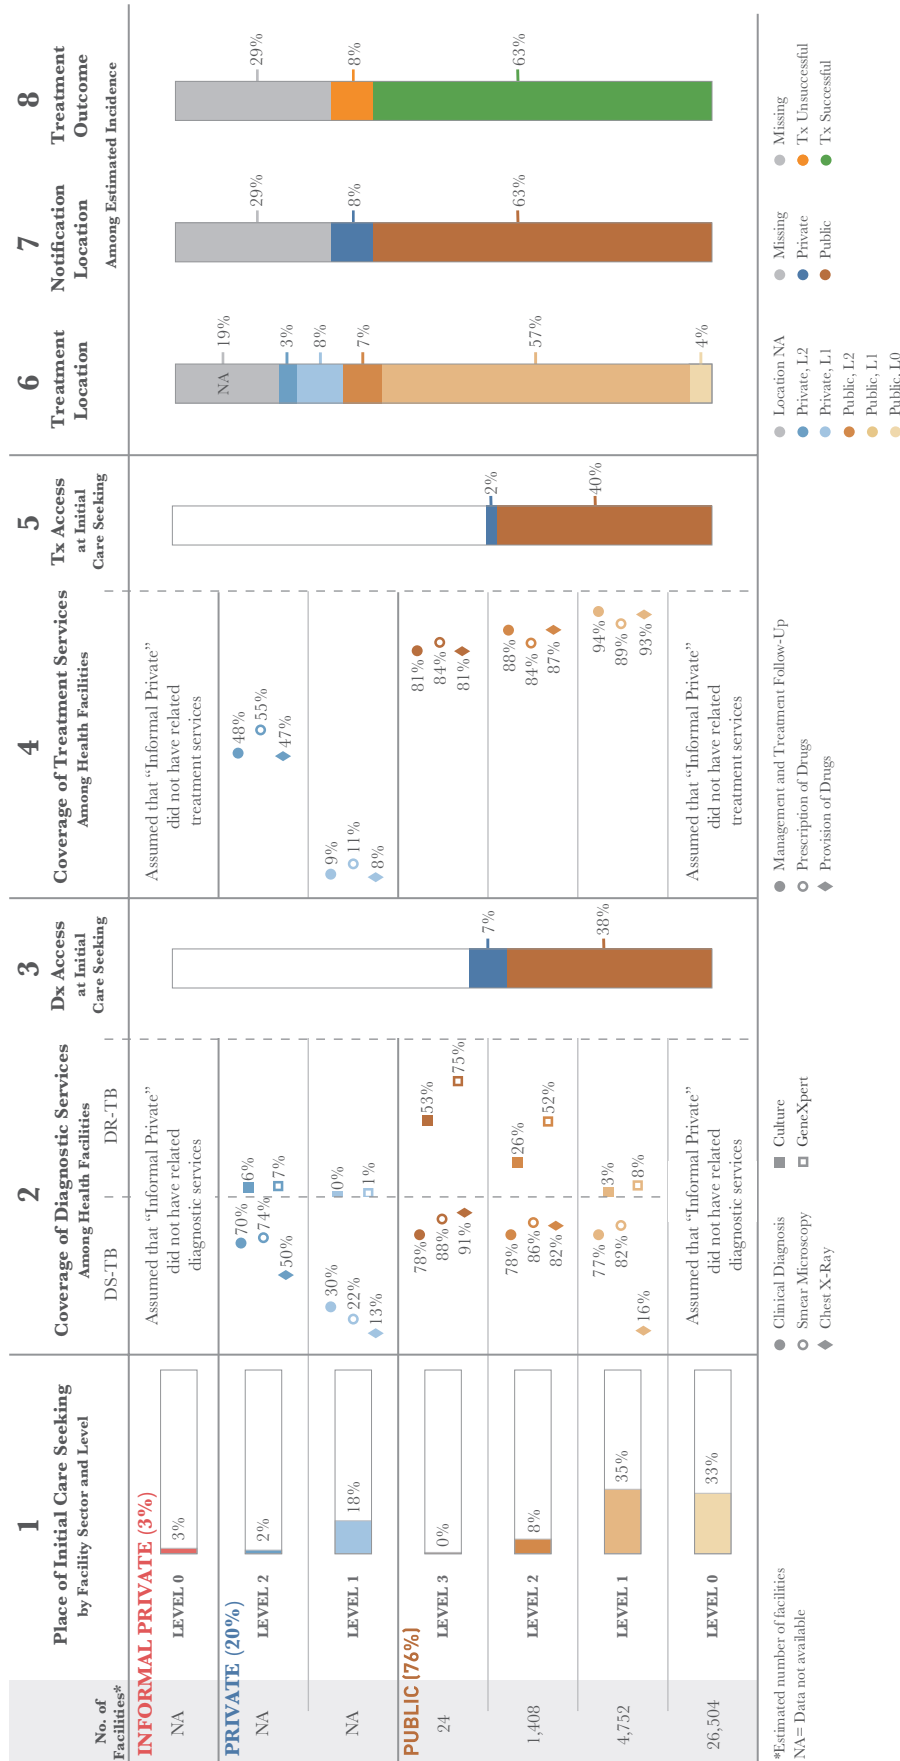 No. of
Facilities*
1
Place of Initial Care Seeking
by Facility Sector and Level
2
Coverage of Diagnostic Services
Among Health Facilities
DS-TB
DR-TB
3
Dx Access
at Initial
Care Seeking
4
Coverage of Treatment Services
Among Health Facilities
5
Tx Access
at Initial
Care Seeking
6
Treatment
Location
7
Notification
Location
8
Treatment
Outcome
Among Estimated Incidence
INFORMAL PRIVATE (3%)
NA
LEVEL 0
3%
Assumed that “Informal Private”
did not have related
diagnostic services
Assumed that “Informal Private”
did not have related
treatment services
PRIVATE (20%)
NA
LEVEL 2
2%
70%
74%
50%
6%
7%
48%
55%
47%
NA
LEVEL 1
18%
30%
22%
13%
0%
1%
9%
11%
8%
PUBLIC (76%)
24
LEVEL 3
0%
78%
88%
91%
53%
75%
81%
84%
81%
1,408
LEVEL 2
8%
78%
86%
82%
26%
52%
88%
84%
87%
4,752
LEVEL 1
35%
77%
82%
16%
3%
8%
94%
89%
93%
26,504
LEVEL 0
33%
Assumed that “Informal Private”
did not have related
diagnostic services
Assumed that “Informal Private”
did not have related
treatment services
7%
38%
2%
40%
NA
19%
3%
8%
7%
57%
4%
29%
8%
63%
29%
8%
63%
*Estimated number of facilities
NA= Data not available
Clinical Diagnosis
Smear Microscopy
Chest X-Ray
Culture
GeneXpert
Management and Treatment Follow-Up
Prescription of Drugs
Provision of Drugs
Location NA
Private, L2
Private, L1
Public, L2
Public, L1
Public, L0
Missing
Private
Public
Missing
Tx Unsuccessful
Tx Successful